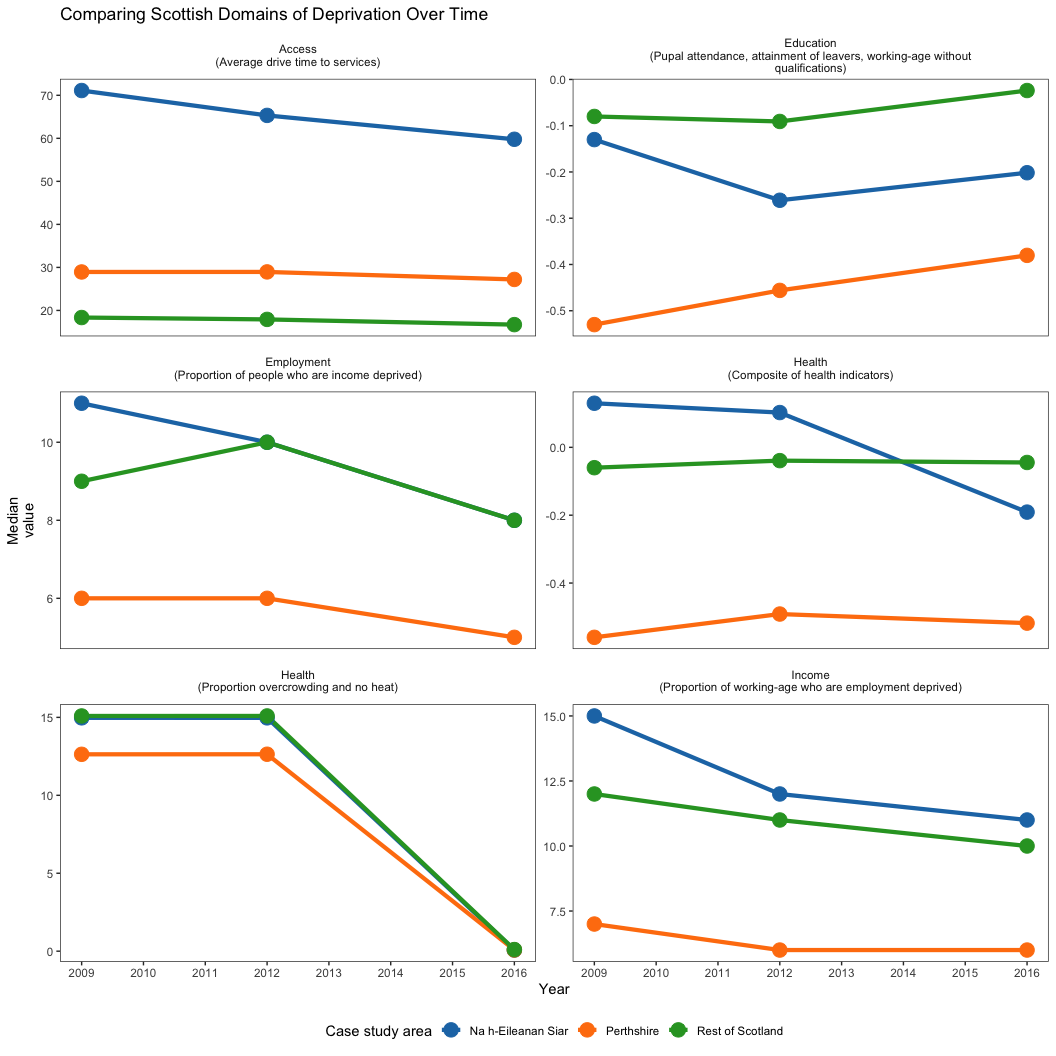 Comparing Scottish Domains of Deprivation Over Time
Access
(Average drive time to services)
70
60
50
40
30
20
Education
(Pupal attendance, attainment of leavers, working-age without
qualifications)
0.0
-0.1
-0.2
-0.3
-0.4
-0.5
Employment
(Proportion of people who are income deprived)
10
8
6
Health
(Composite of health indicators)
0.0
-0.2
-0.4
Median
value
Health
(Proportion overcrowding and no heat)
15
10
5
0
2009 2010 2011 2012 2013 2014 2015 2016
Income
(Proportion of working-age who are employment deprived)
15.0
12.5
10.0
7.5
2009 2010 2011 2012 2013 2014 2015 2016
Year
Case study area Na h-Eileanan Siar Perthshire Rest of Scotland